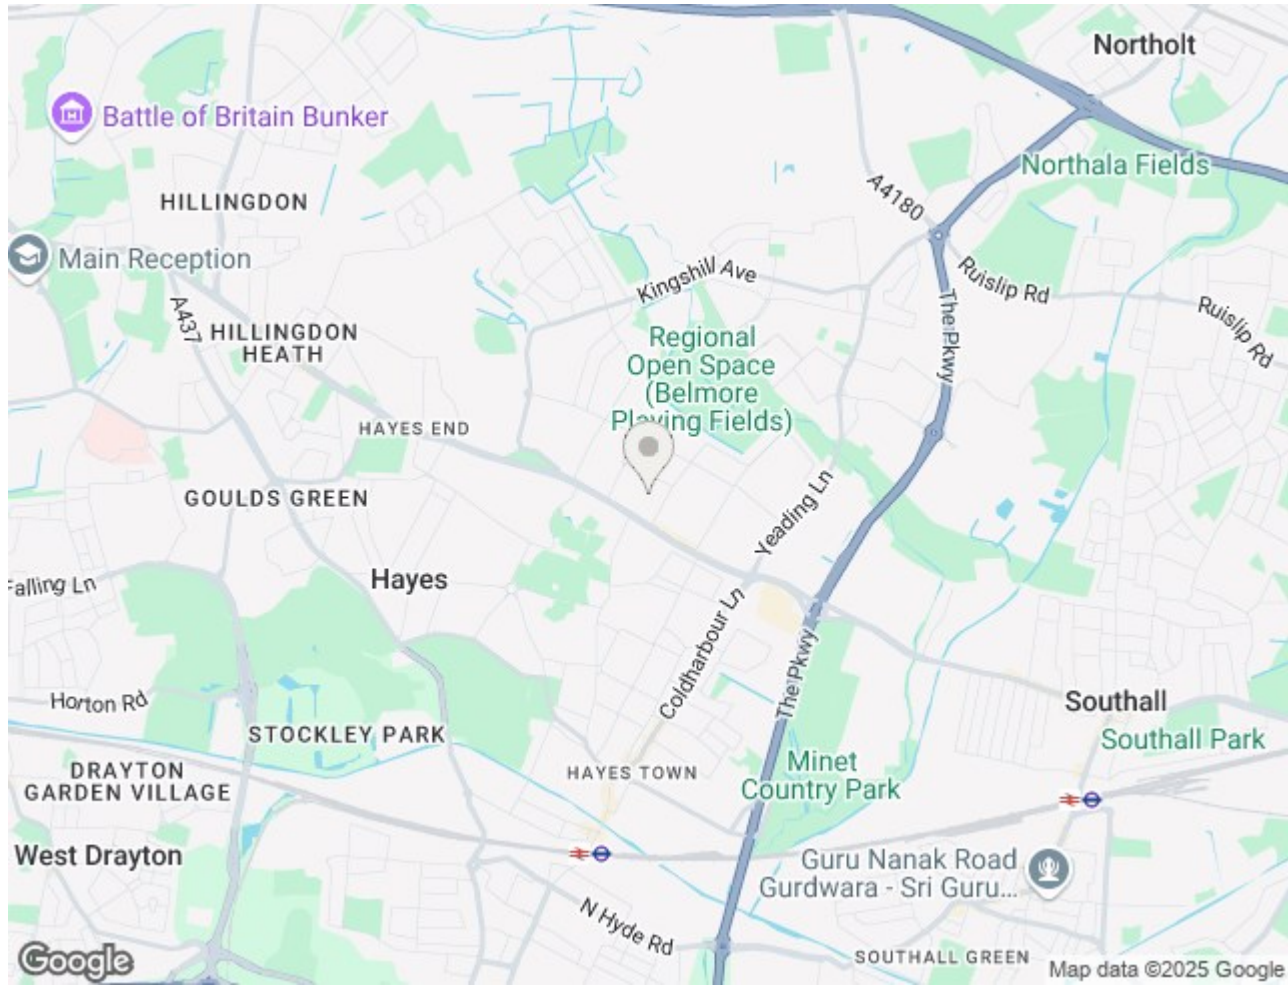 Northolt
Battle of Britain Bunker
Northala Fields
A4180
HILLINGDON
Main Reception
Kingshill Ave
Ruislip Rd
The Pkwy
Ruislip Rd
A437
HILLINGDON
HEATH
Regional
Open Space
(Belmore
Playing Fields)
HAYES END
GOULDS GREEN
Yeading Ln
Hayes
Falling Ln
Coldharbour Ln
The Pkwy
Horton Rd
STOCKLEY PARK
Southall
Southall Park
DRAYTON
GARDEN VILLAGE
HAYES TOWN
Minet
Country Park
West Drayton
Guru Nanak Road
Gurdwara - Sri Guru...
N Hyde Rd
SOUTHALL GREEN
Google
Map data ©2025 Google